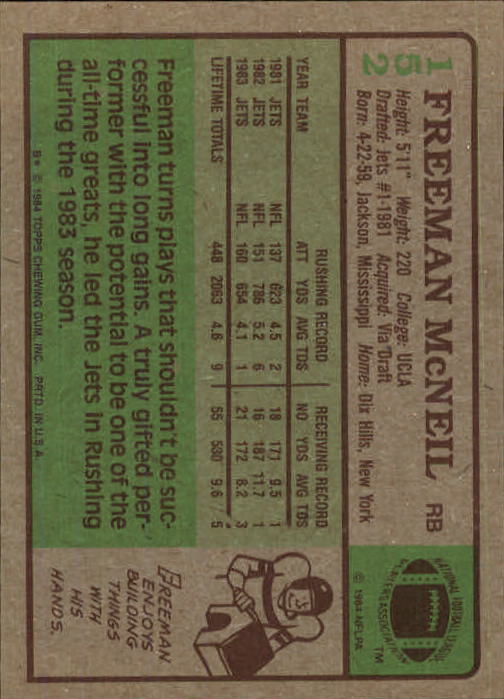 152
FREEMAN McNEIL RB
Height: 5'11" Weight: 220 College: UCLA
Drafted: Jets #1-1981 Acquired: Via Draft
Born: 4-22-59, Jackson, Mississippi Home: Dix Hills, New York
NATIONAL FOOTBALL LEAGUE
PLAYERS ASSOCIATION
TM
© 1984 NFLPA
RUSHING RECORD RECEIVING RECORD
YEAR TEAM ATT YDS AVG TDS NO YDS AVG TDS
1981 JETS NFL 137 623 4.5 2 18 171 9.5 1
1982 JETS NFL 151 786 5.2 6 16 187 11.7 1
1983 JETS NFL 160 654 4.1 1 21 172 8.2 3
LIFETIME TOTALS 448 2063 4.6 9 55 530 9.6 5
Freeman turns plays that shouldn't be suc-
cessful into long gains. A truly gifted per-
former with the potential to be one of the
all-time greats, he led the Jets in Rushing
during the 1983 season.
FREEMAN
ENJOYS
BUILDING
THINGS
WITH
HIS
HANDS.
B* © 1984 TOPPS CHEWING GUM, INC. PRTD. IN U.S.A.